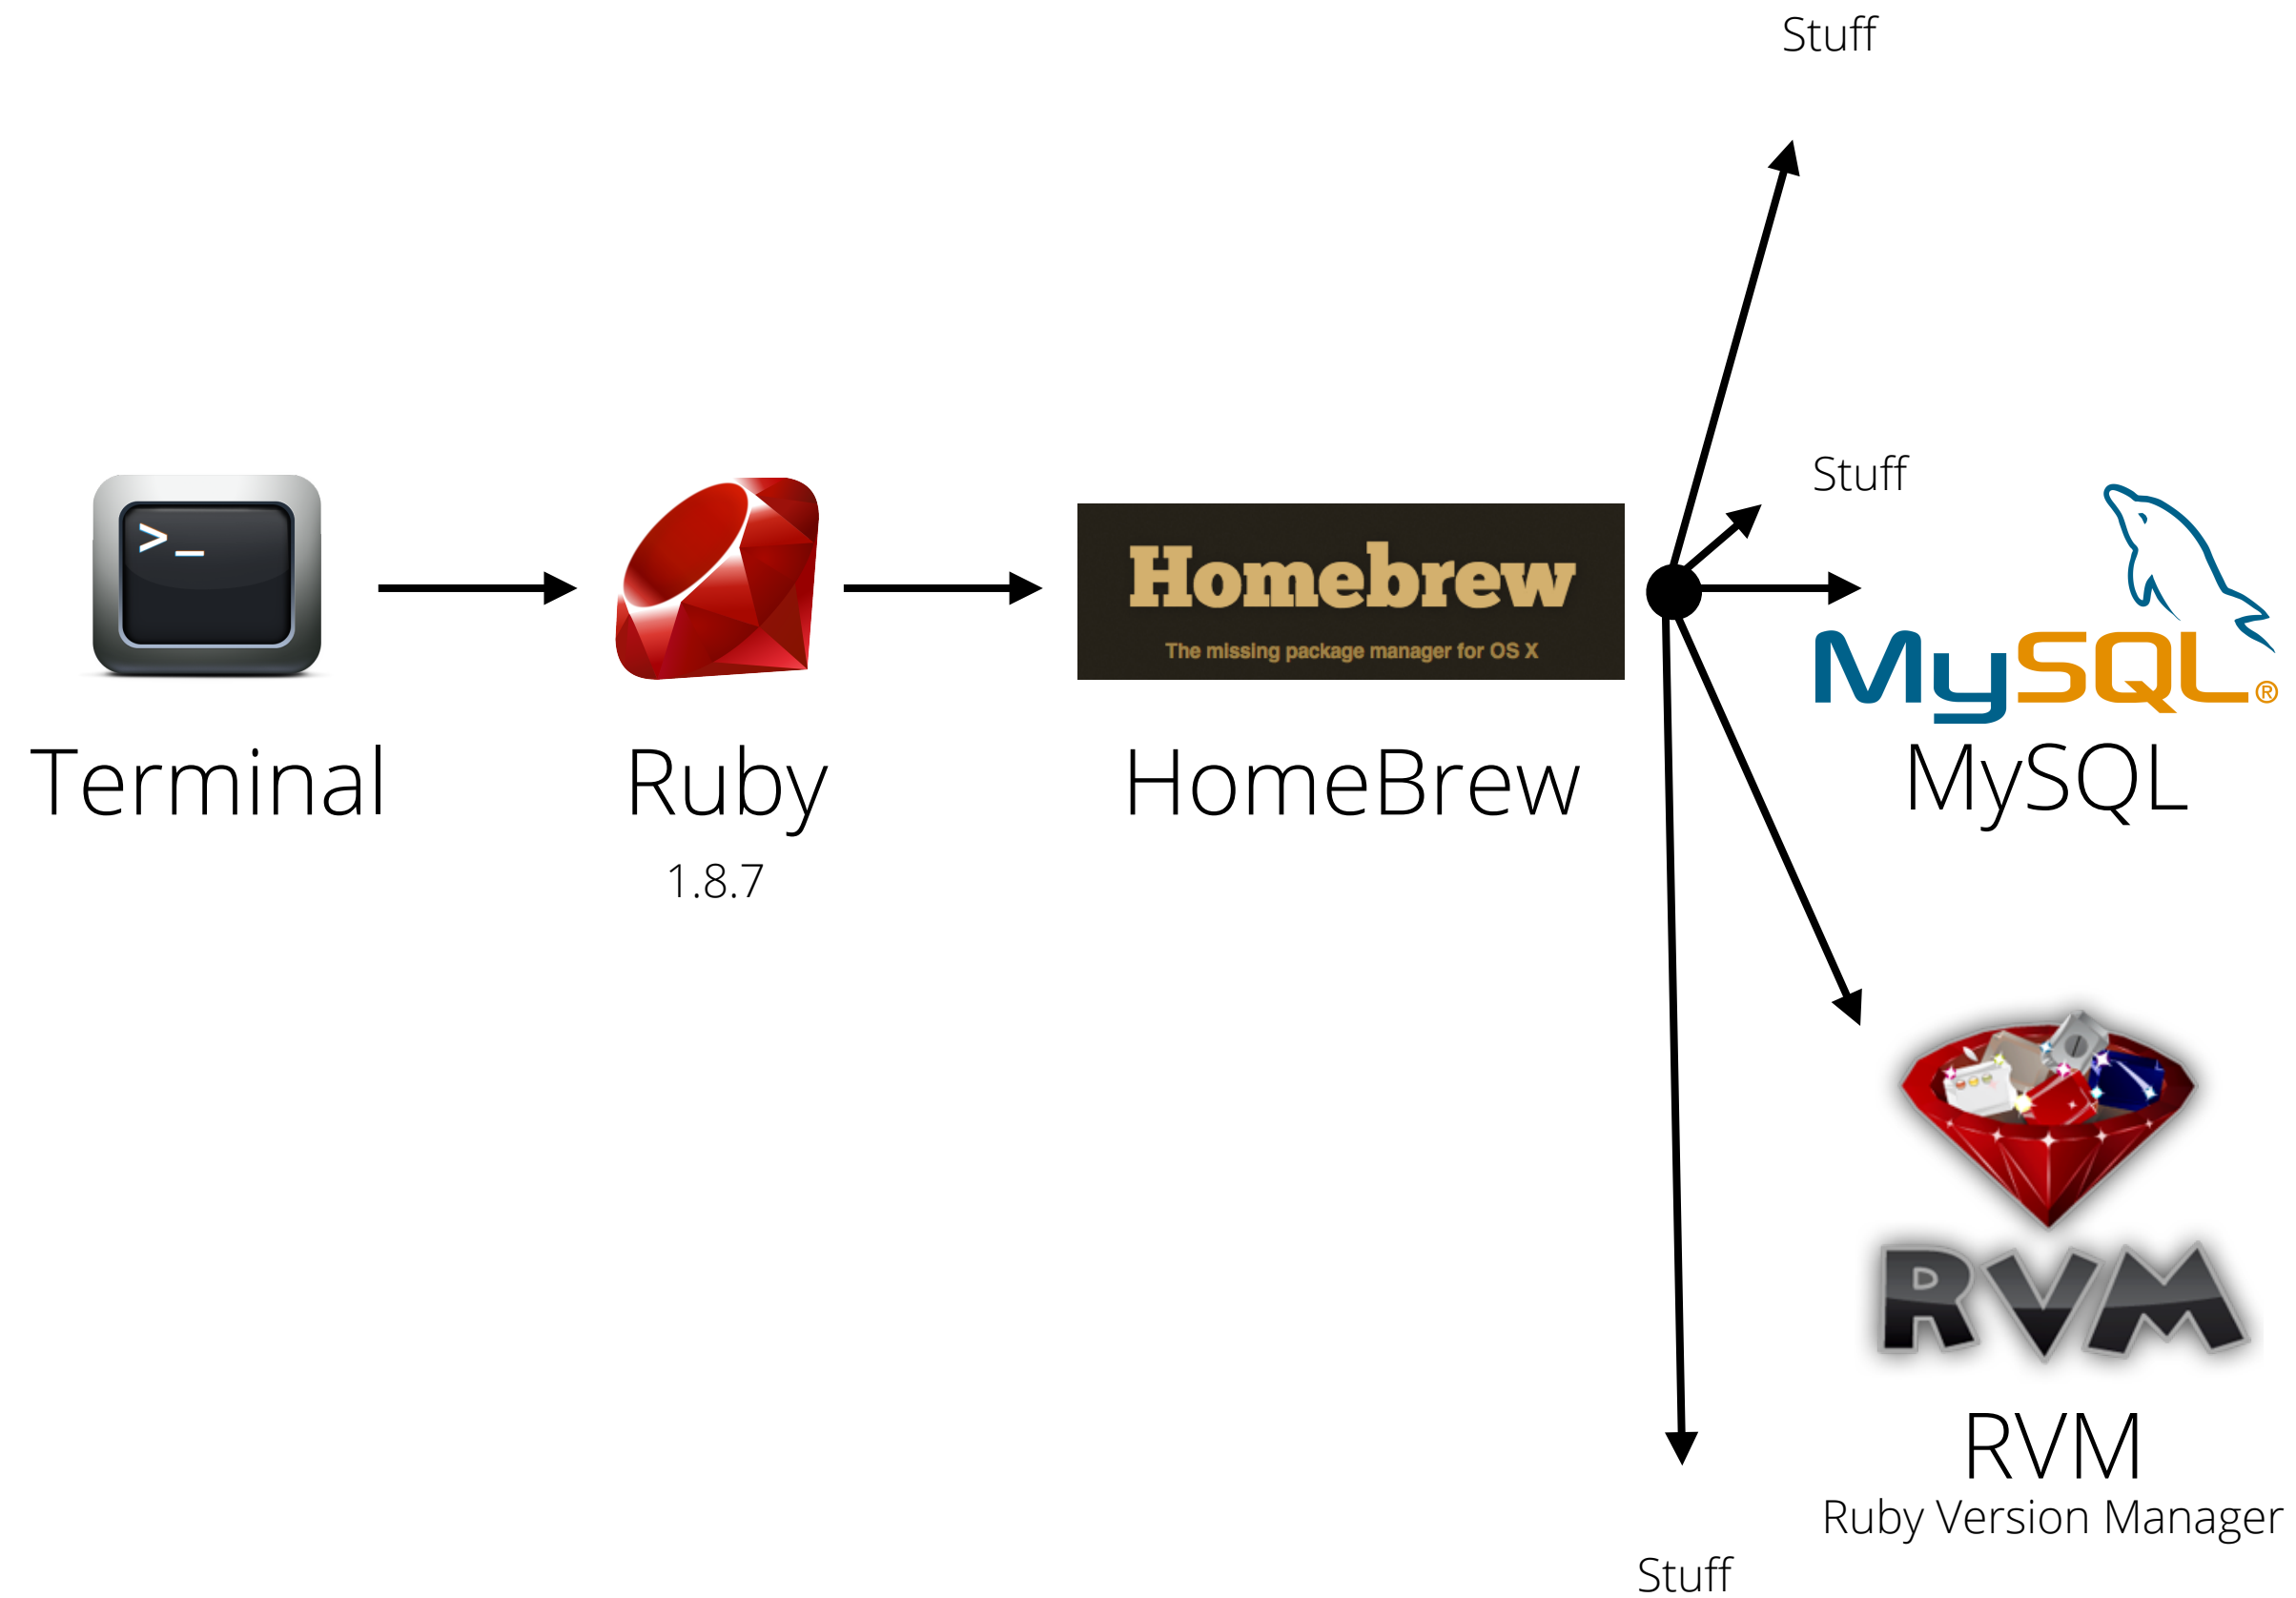 Stuff
Stuff
>_
Homebrew
The missing package manager for OS X
MySQL®
Terminal
Ruby
HomeBrew
MySQL
1.8.7
RVM
RVM
Ruby Version Manager
Stuff